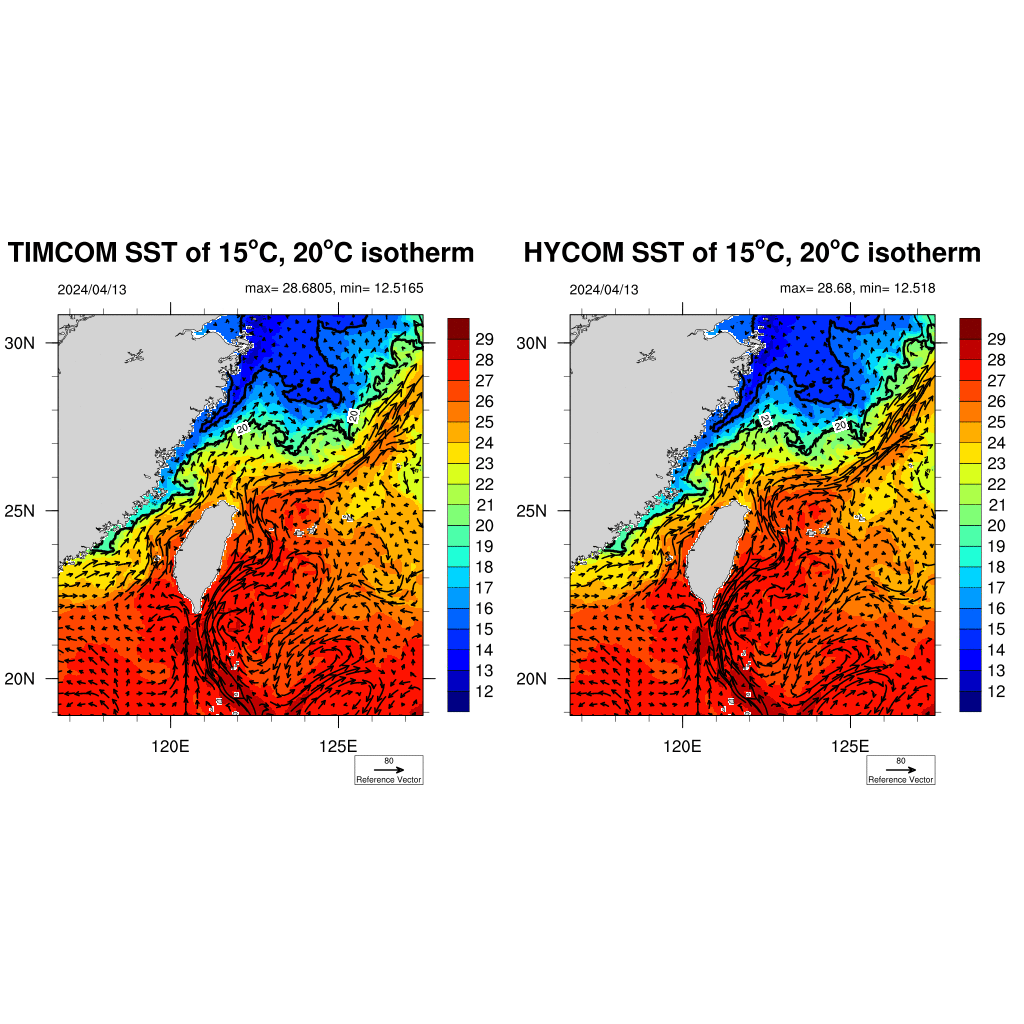 TIMCOM SST of 15°C, 20°C isotherm
2024/04/13
max= 28.6805, min= 12.5165
30N
25N
20N
120E
125E
20
20
29
28
27
26
25
24
23
22
21
20
19
18
17
16
15
14
13
12
80
Reference Vector
HYCOM SST of 15°C, 20°C isotherm
2024/04/13
max= 28.68, min= 12.518
30N
25N
20N
120E
125E
20
20
29
28
27
26
25
24
23
22
21
20
19
18
17
16
15
14
13
12
80
Reference Vector